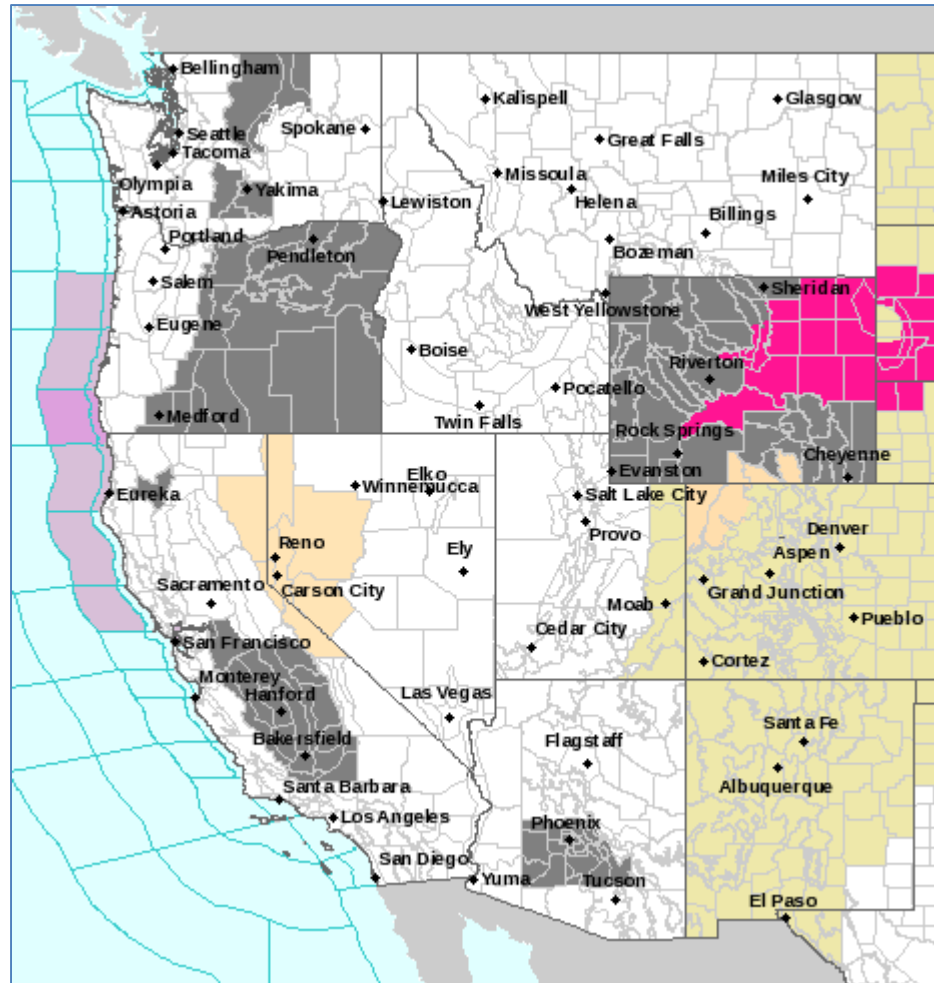 Bellingham
Kalispell
Glasgow
Seattle
Spokane
Great Falls
Tacoma
Olympia
Missoula
Miles City
Yakima
Helena
Astoria
Lewiston
Billings
Portland
Pendleton
Bozeman
Salem
Sheridan
West Yellowstone
Eugene
Boise
Riverton
Pocatello
Medford
Twin Falls
Rock Springs
Cheyenne
Evanston
Elko
Winnemucca
Eureka
Salt Lake City
Provo
Denver
Reno
Ely
Aspen
Sacramento
Carson City
Grand Junction
Moab
Pueblo
Cedar City
San Francisco
Cortez
Monterey
Hanford
Las Vegas
Santa Fe
Bakersfield
Flagstaff
Albuquerque
Santa Barbara
Los Angeles
Phoenix
San Diego
Yuma
Tucson
El Paso